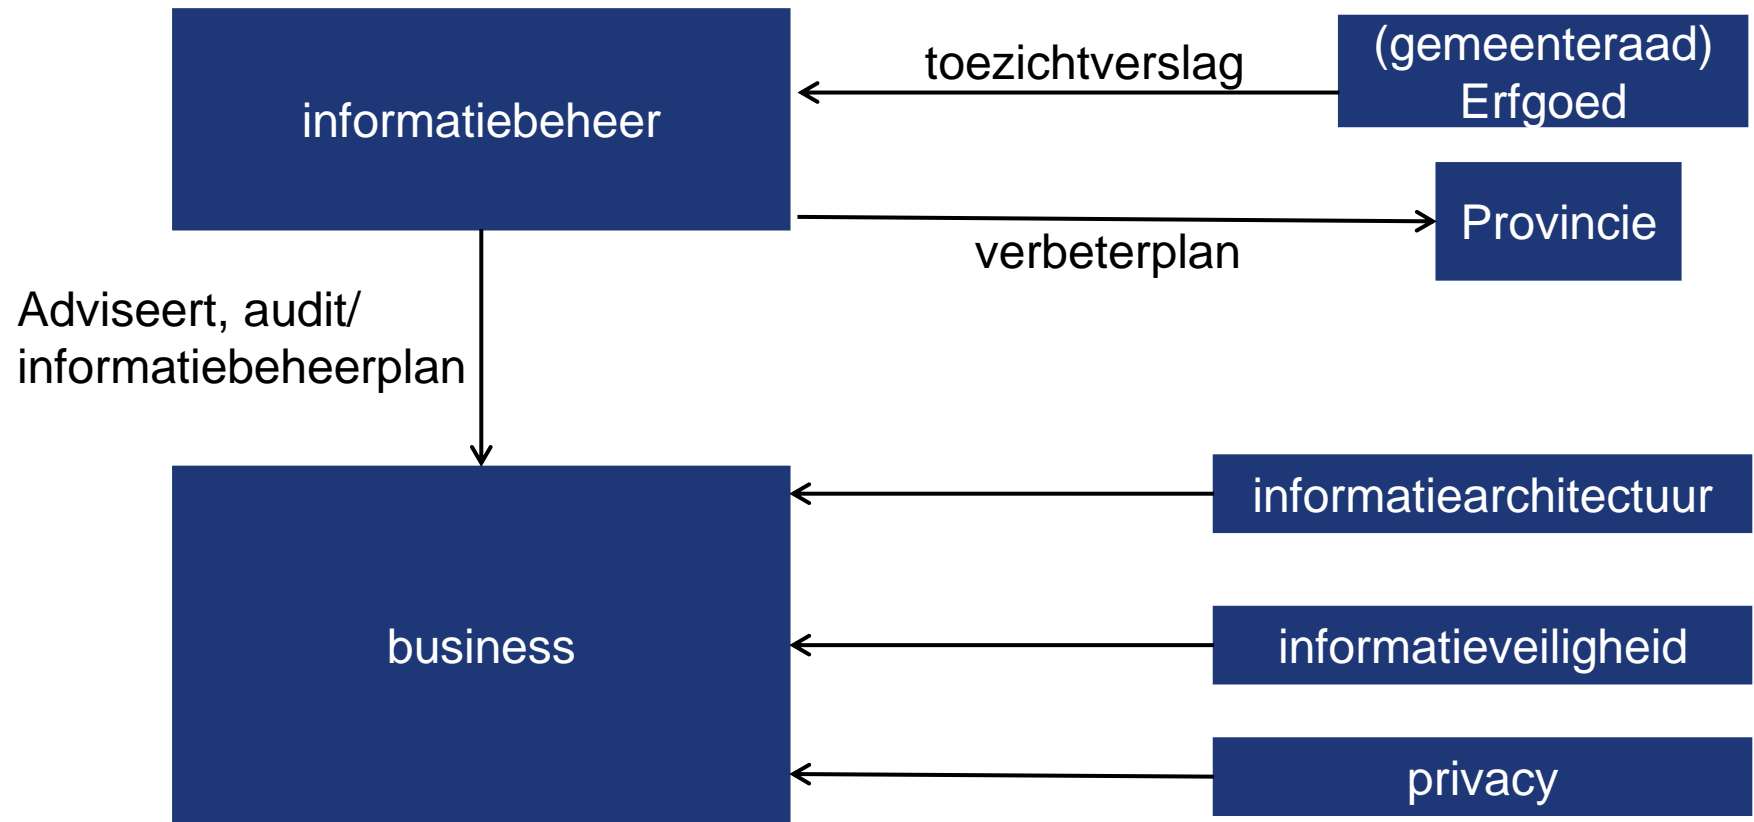 informatiebeheer
toezichtverslag
(gemeenteraad)
Erfgoed
Provincie
verbeterplan
Adviseert, audit/
informatiebeheerplan
business
informatiearchitectuur
informatieveiligheid
privacy